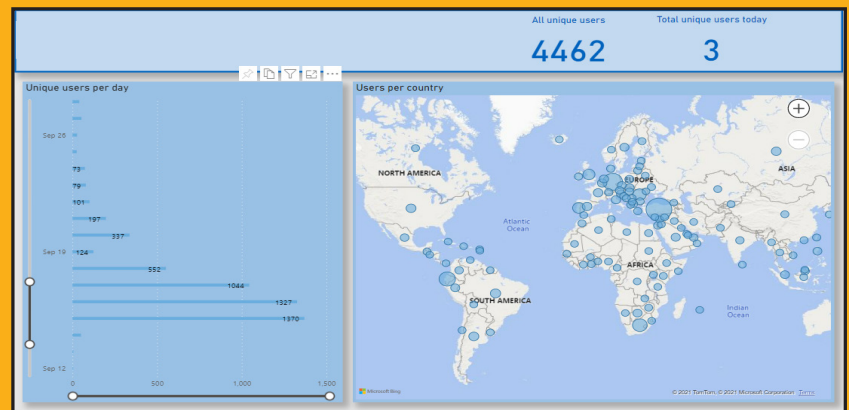 All unique users
Total unique users today
4462
3
Unique users per day
Sep 26
73
79
101
197
337
Sep 19
124
552
1044
1327
1370
Sep 12
0
500
1.000
1.500
Users per country
NORTH AMERICA
EUROPE
ASIA
Atlantic
Ocean
AFRICA
SOUTH AMERICA
Indian
Ocean
Microsoft Bing
© 2021 TomTom, © 2021 Microsoft Corporation Terms